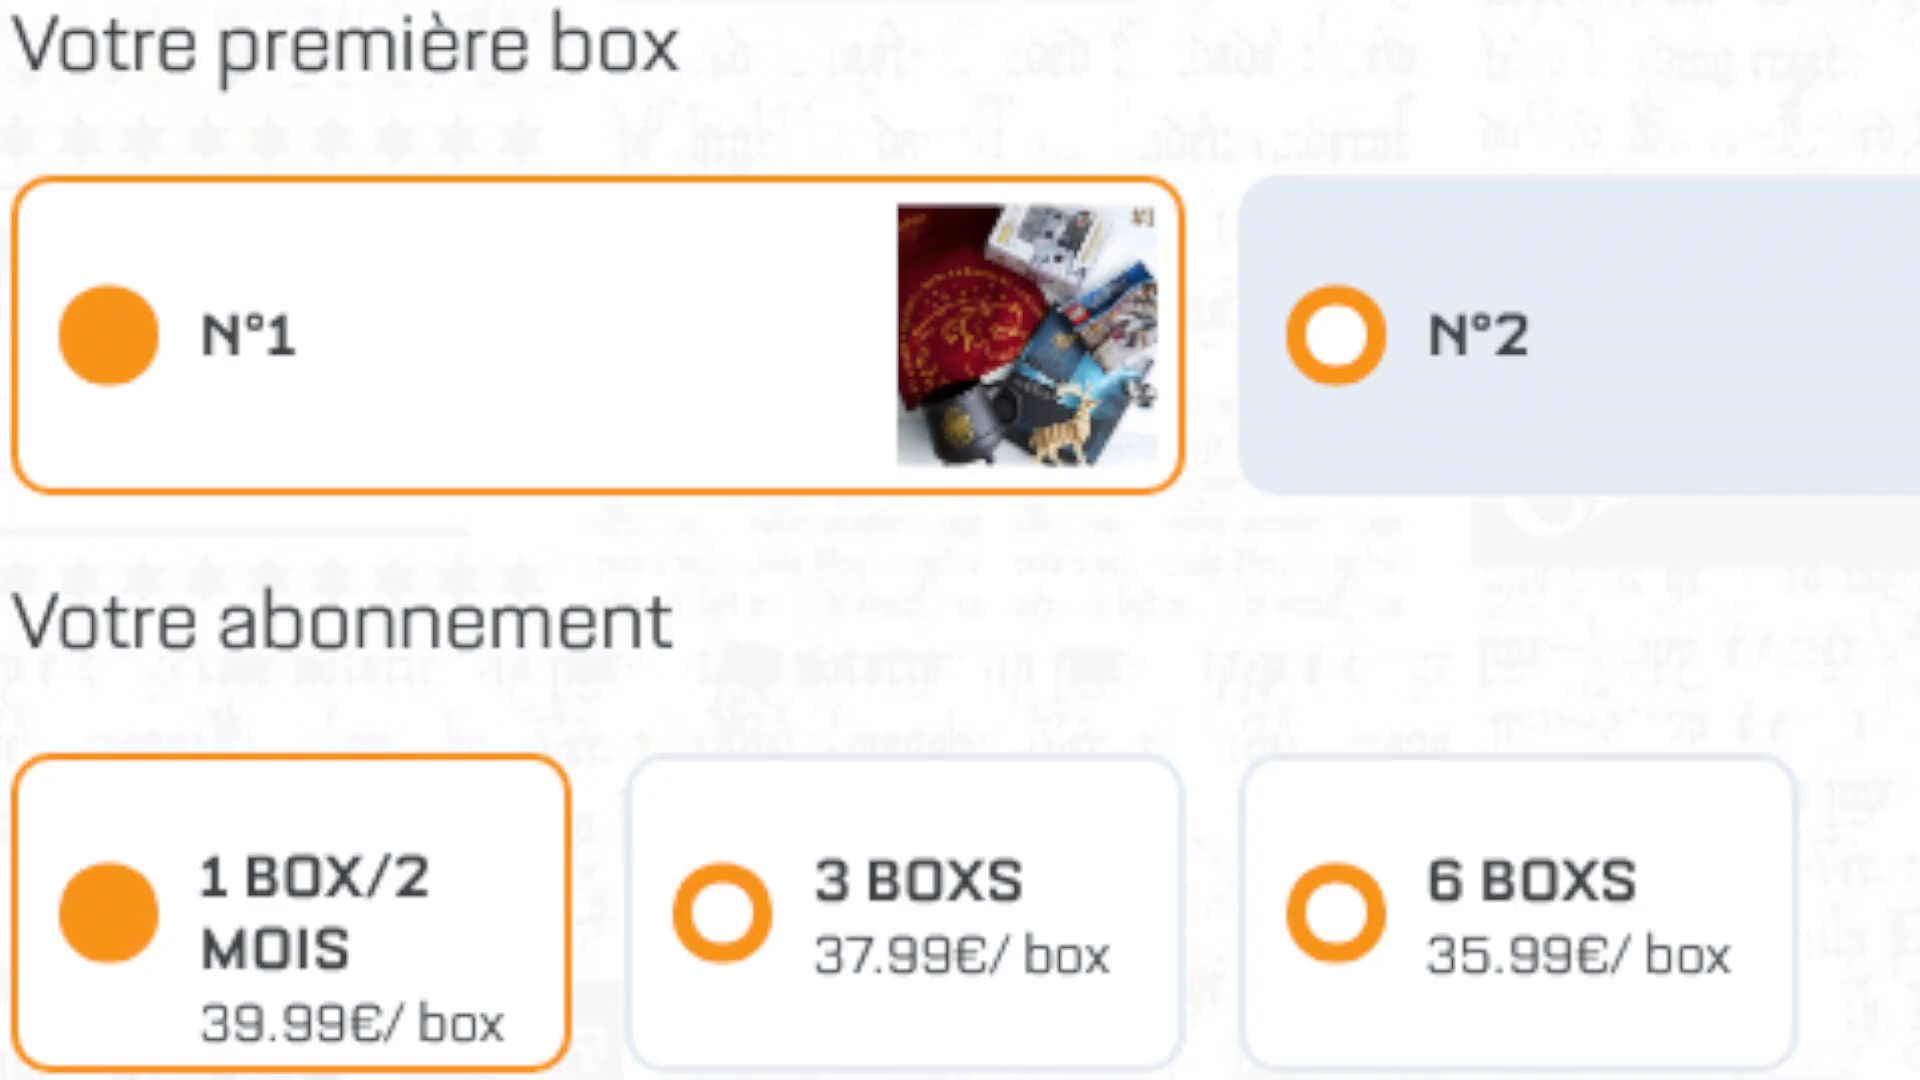 Votre première box
N°1
#1
N°2
Votre abonnement
1 BOX/2
MOIS
39.99€/ box
3 BOXS
37.99€/ box
6 BOXS
35.99€/ box